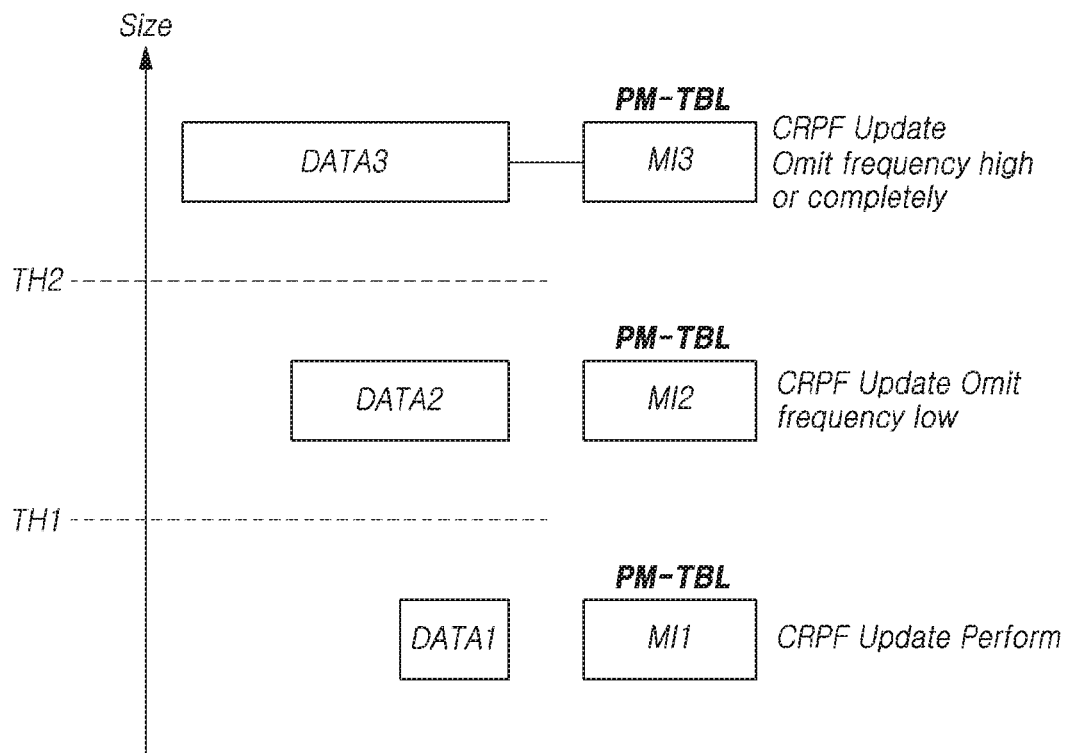 Size
PM-TBL
DATA3
MI3
CRPF Update
Omit frequency high
or completely
TH2
PM-TBL
DATA2
MI2
CRPF Update Omit
frequency low
TH1
PM-TBL
DATA1
MI1
CRPF Update Perform